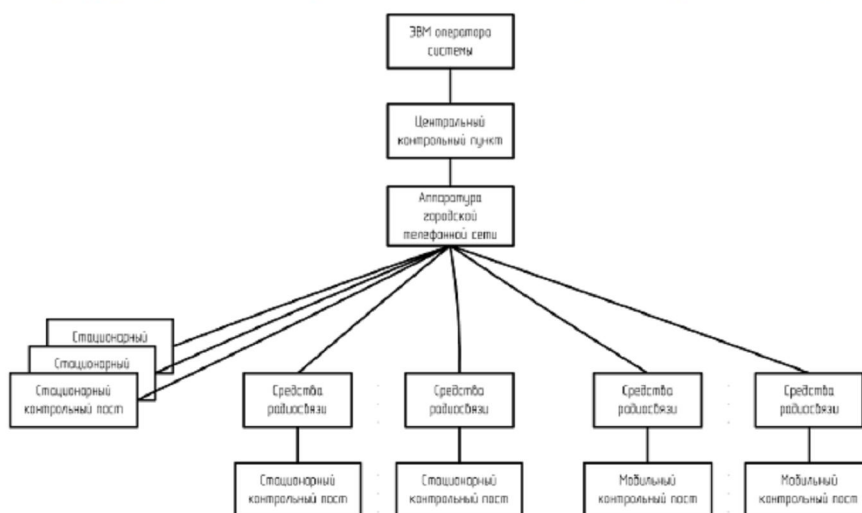 ЭВМ оператора
системы
Центральный
контрольный пункт
Аппаратура
городской
телефонной сети
Стационарный
Стационарный
Стационарный
контрольный пост
Средства
радиосвязи
Средства
радиосвязи
Средства
радиосвязи
Средства
радиосвязи
Стационарный
контрольный пост
Стационарный
контрольный пост
Мобильный
контрольный пост
Мобильный
контрольный пост